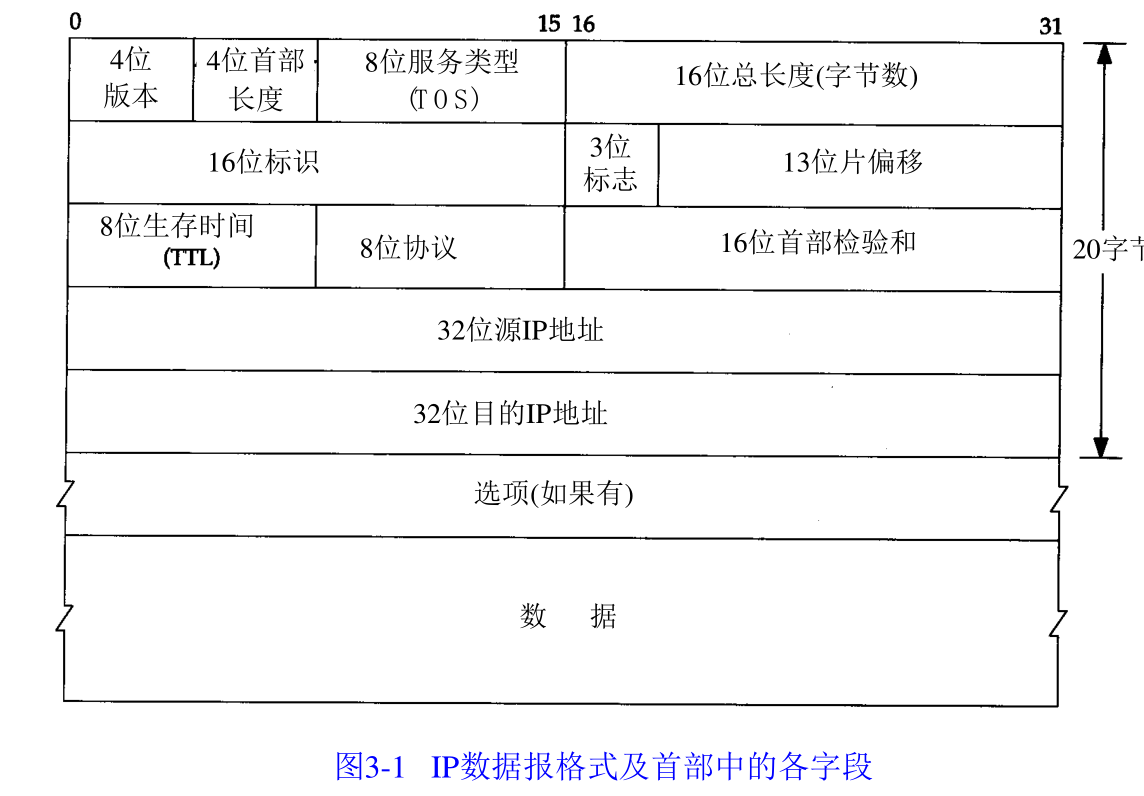 0 15 16 31
4位
版本
4位首部
长度
8位服务类型
(TOS)
16位总长度(字节数)
16位标识
3位
标志
13位片偏移
8位生存时间
(TTL)
8位协议
16位首部检验和
20字
32位源IP地址
32位目的IP地址
选项(如果有)
数 据
图3-1 IP数据报格式及首部中的各字段